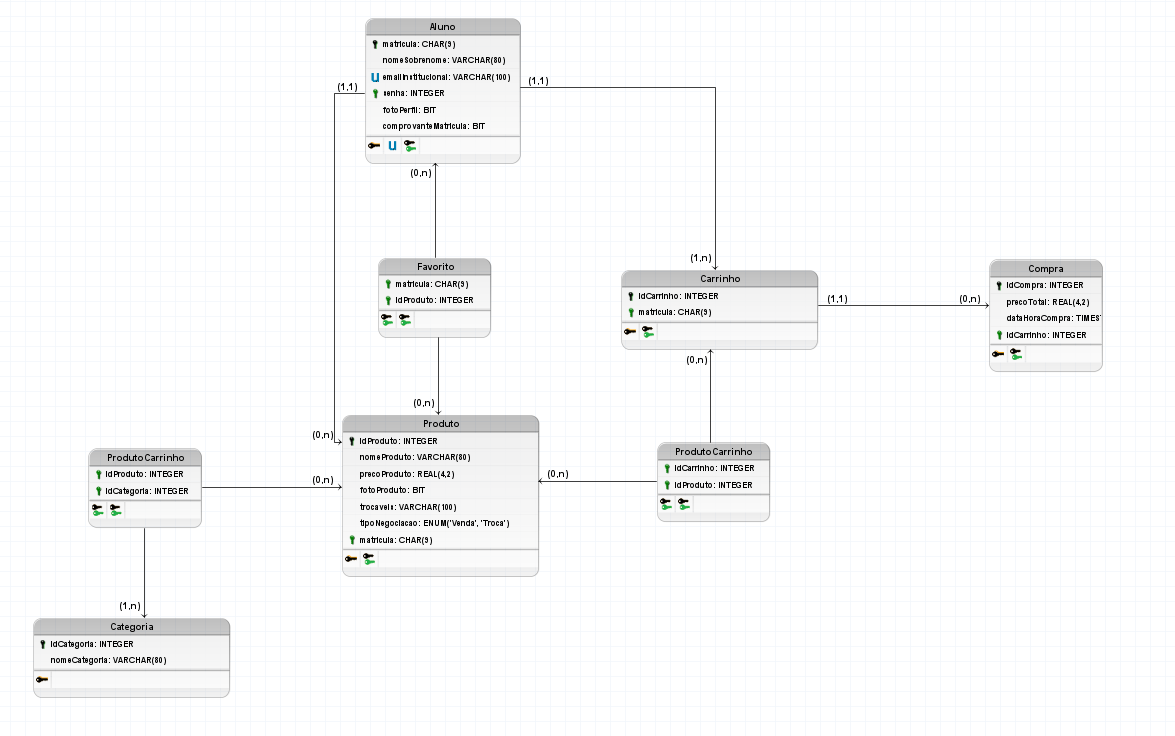 Aluno
matricula: CHAR(9)
nomeSobrenome: VARCHAR(80)
U emailInstitucional: VARCHAR(100)
senha: INTEGER
fotoPerfil: BIT
comprovanteMatricula: BIT
U
(1,1)
(1,1)
(0,n)
(1,n)
Favorito
matricula: CHAR(9)
idProduto: INTEGER
Carrinho
idCarrinho: INTEGER
matricula: CHAR(9)
(1,1)
(0,n)
Compra
idCompra: INTEGER
precoTotal: REAL(4,2)
dataHoraCompra: TIMES
idCarrinho: INTEGER
(0,n)
(0,n)
(0,n)
Produto
idProduto: INTEGER
nomeProduto: VARCHAR(80)
precoProduto: REAL(4,2)
fotoProduto: BIT
trocaveis: VARCHAR(100)
tipoNegociacao: ENUM('Venda', 'Troca')
matricula: CHAR(9)
ProdutoCarrinho
idCarrinho: INTEGER
idProduto: INTEGER
(0,n)
ProdutoCarrinho
idProduto: INTEGER
idCategoria: INTEGER
(0,n)
(1,n)
Categoria
idCategoria: INTEGER
nomeCategoria: VARCHAR(80)